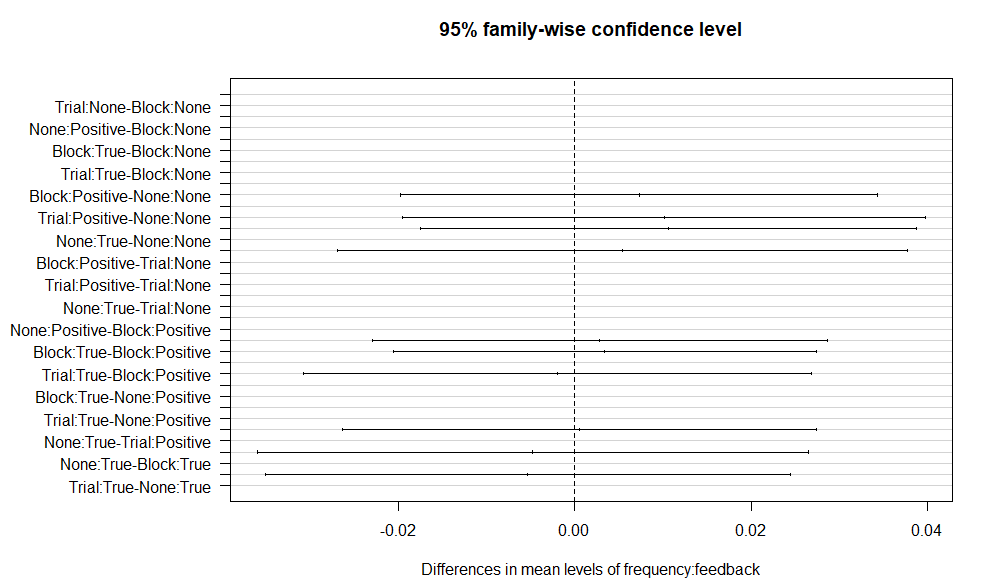 95% family-wise confidence level
Trial:None-Block:None
None:Positive-Block:None
Block:True-Block:None
Trial:True-Block:None
Block:Positive-None:None
Trial:Positive-None:None
None:True-None:None
Block:Positive-Trial:None
Trial:Positive-Trial:None
None:True-Trial:None
None:Positive-Block:Positive
Block:True-Block:Positive
Trial:True-Block:Positive
Block:True-None:Positive
Trial:True-None:Positive
None:True-Trial:Positive
None:True-Block:True
Trial:True-None:True
-0.02 0.00 0.02 0.04
Differences in mean levels of frequency:feedback